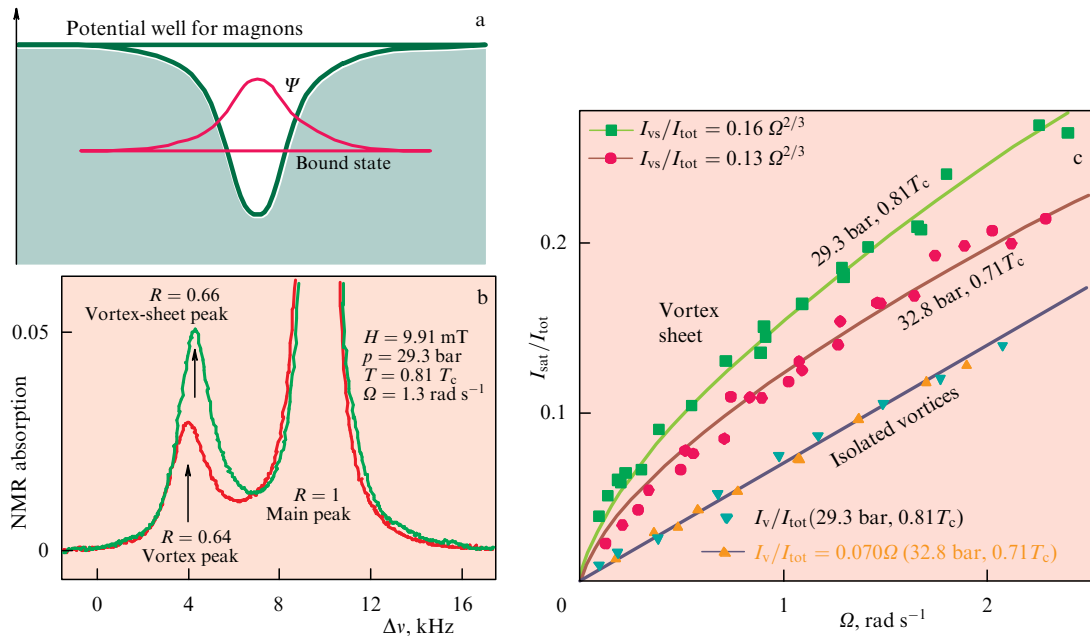 a
Potential well for magnons
Ψ
Bound state
b
R = 0.66
Vortex-sheet peak
0.05
H = 9.91 mT
p = 29.3 bar
T = 0.81 T_c
Ω = 1.3 rad s⁻¹
NMR absorption
R = 1
Main peak
R = 0.64
Vortex peak
0
0 4 8 12 16
Δν, kHz
I_vs/I_tot = 0.16 Ω^{2/3}
I_vs/I_tot = 0.13 Ω^{2/3}
c
29.3 bar, 0.81T_c
0.2
Vortex
sheet
32.8 bar, 0.71T_c
I_sat/I_tot
0.1
Isolated vortices
I_v/I_tot (29.3 bar, 0.81T_c)
I_v/I_tot = 0.070Ω (32.8 bar, 0.71T_c)
0 1 2
Ω, rad s⁻¹